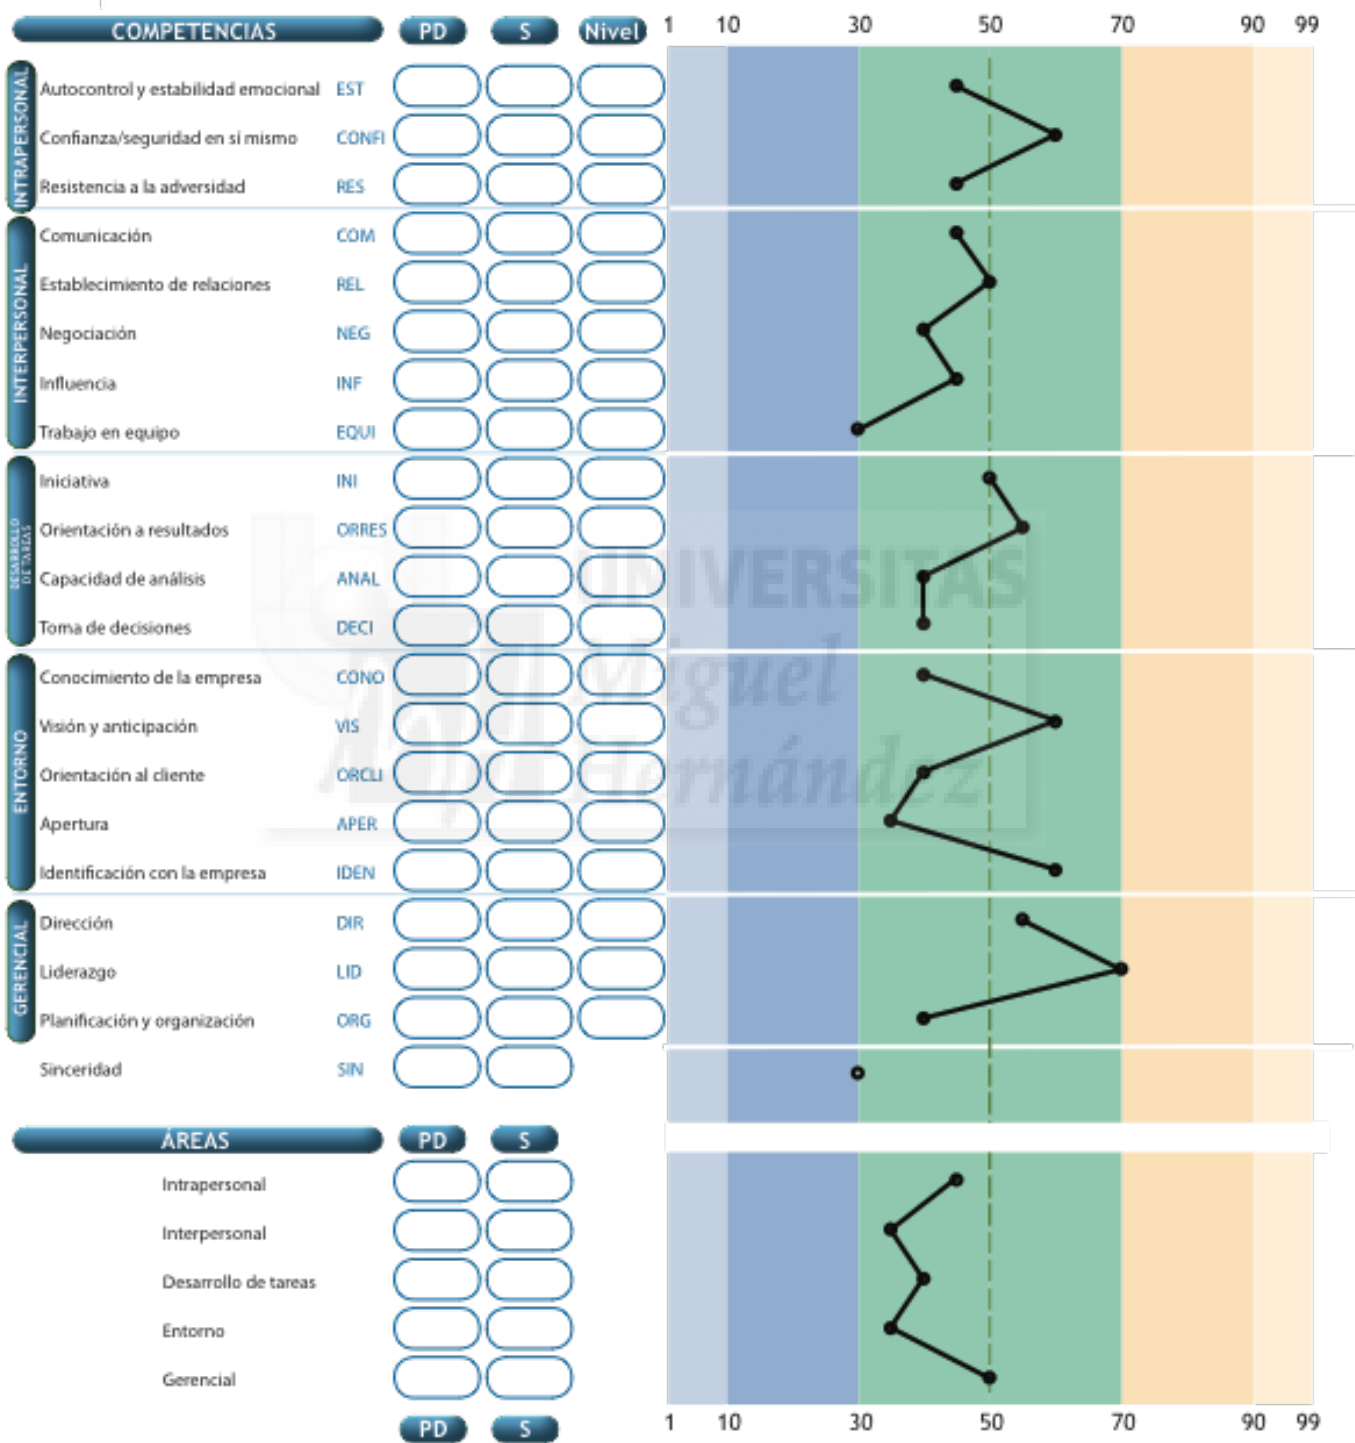 COMPETENCIAS PD S Nivel 1 10 30 50 70 90 99
INTRAPERSONAL
Autocontrol y estabilidad emocional EST
Confianza/seguridad en sí mismo CONFI
Resistencia a la adversidad RES
INTERPERSONAL
Comunicación COM
Establecimiento de relaciones REL
Negociación NEG
Influencia INF
Trabajo en equipo EQUI
DESARROLLO
DE TAREAS
Iniciativa INI
Orientación a resultados ORRES
Capacidad de análisis ANAL
Toma de decisiones DECI
UNIVERSITAS
Miguel
Hernández
ENTORNO
Conocimiento de la empresa CONO
Visión y anticipación VIS
Orientación al cliente ORCLI
Apertura APER
Identificación con la empresa IDEN
GERENCIAL
Dirección DIR
Liderazgo LID
Planificación y organización ORG
Sinceridad SIN
ÁREAS PD S
Intrapersonal
Interpersonal
Desarrollo de tareas
Entorno
Gerencial
PD S 1 10 30 50 70 90 99